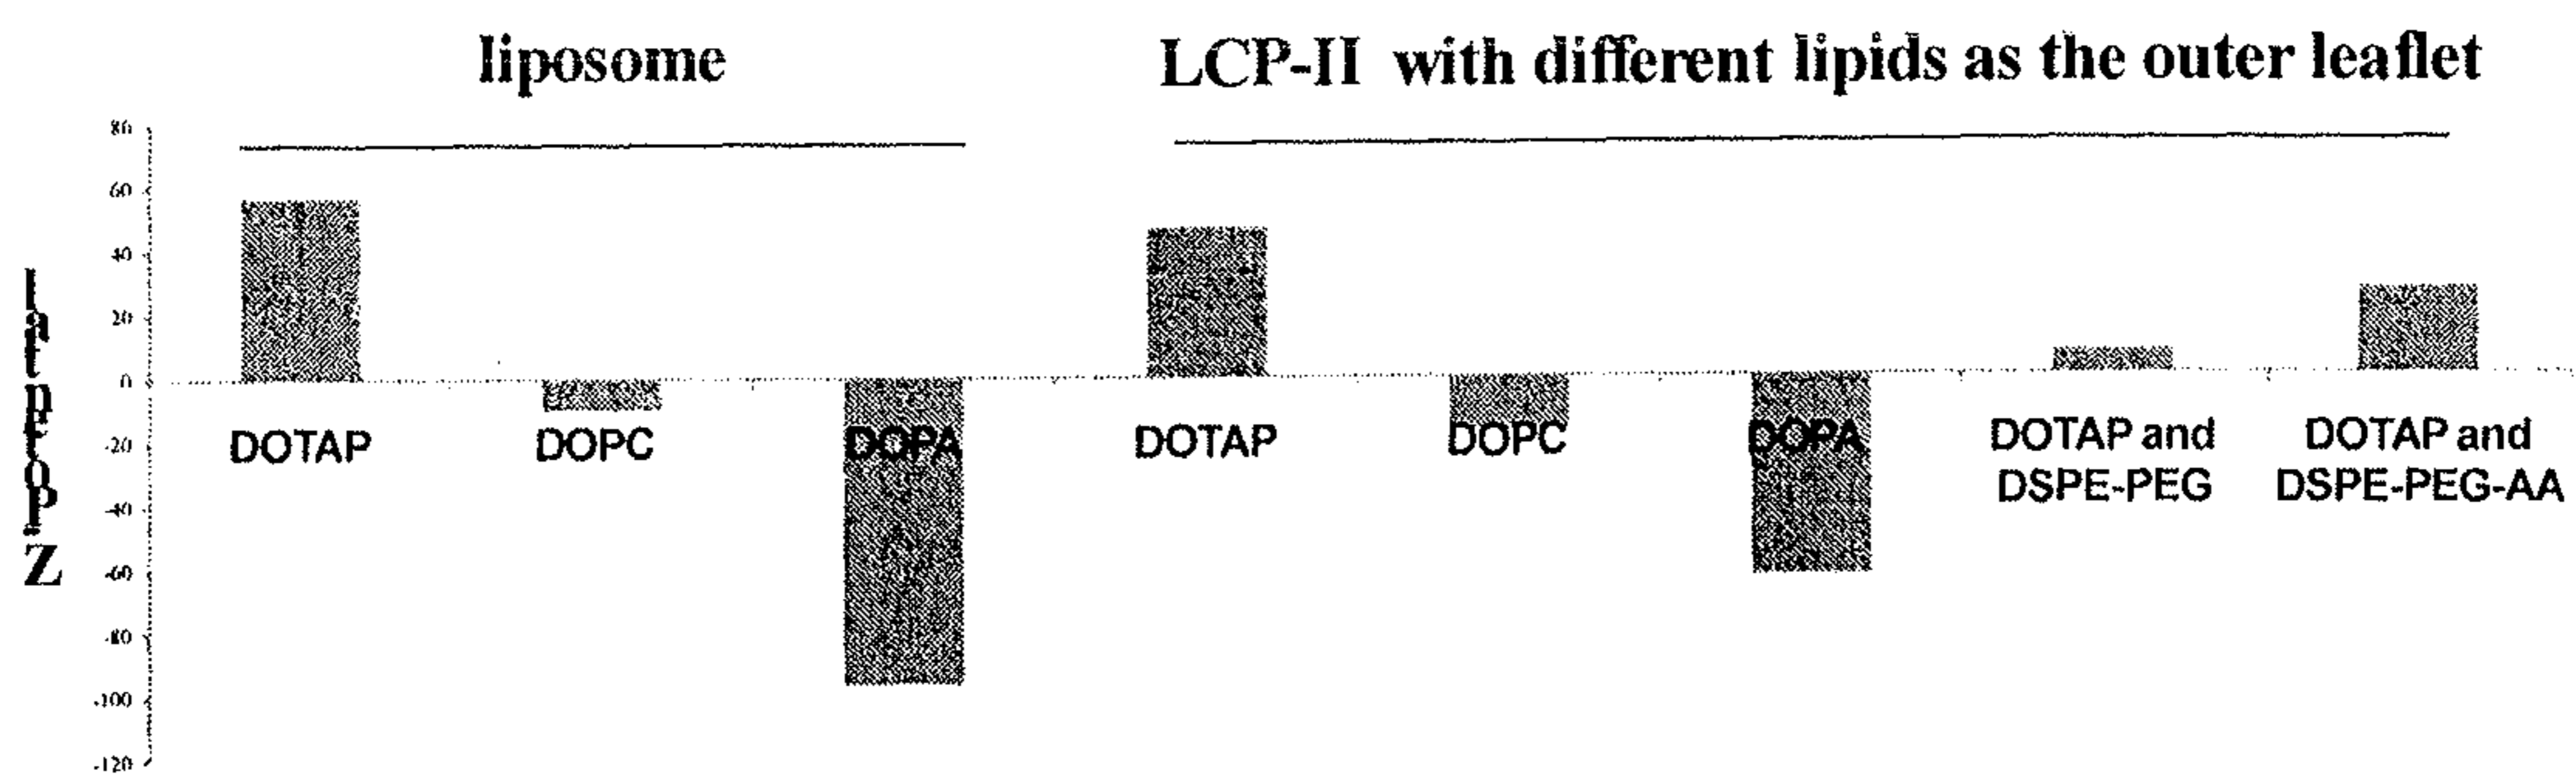 liposome
LCP-II with different lipids as the outer leaflet
80
60
40
20
0
-20
-40
-60
-80
-100
-120
Z Potential
DOTAP
DOPC
DOPA
DOTAP
DOPC
DOPA
DOTAP and
DSPE-PEG
DOTAP and
DSPE-PEG-AA